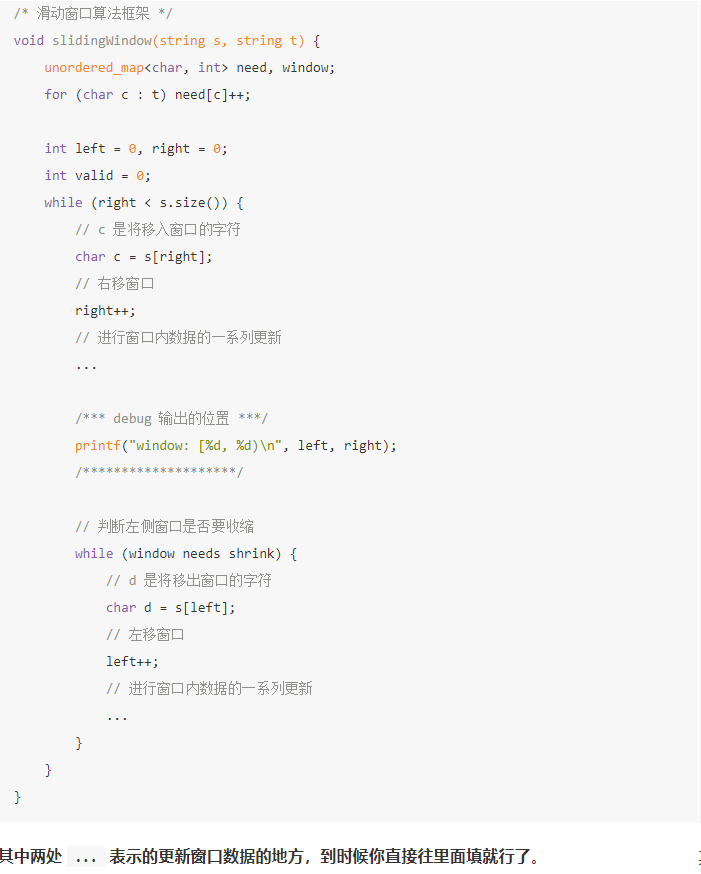 /* 滑动窗口算法框架 */
void slidingWindow(string s, string t) {
    unordered_map<char, int> need, window;
    for (char c : t) need[c]++;

    int left = 0, right = 0;
    int valid = 0;
    while (right < s.size()) {
        // c 是将移入窗口的字符
        char c = s[right];
        // 右移窗口
        right++;
        // 进行窗口内数据的一系列更新
        ...

        /*** debug 输出的位置 ***/
        printf("window: [%d, %d)\n", left, right);
        /********************/

        // 判断左侧窗口是否要收缩
        while (window needs shrink) {
            // d 是将移出窗口的字符
            char d = s[left];
            // 左移窗口
            left++;
            // 进行窗口内数据的一系列更新
            ...
        }
    }
}
其中两处 ... 表示的更新窗口数据的地方，到时候你直接往里面填就行了。